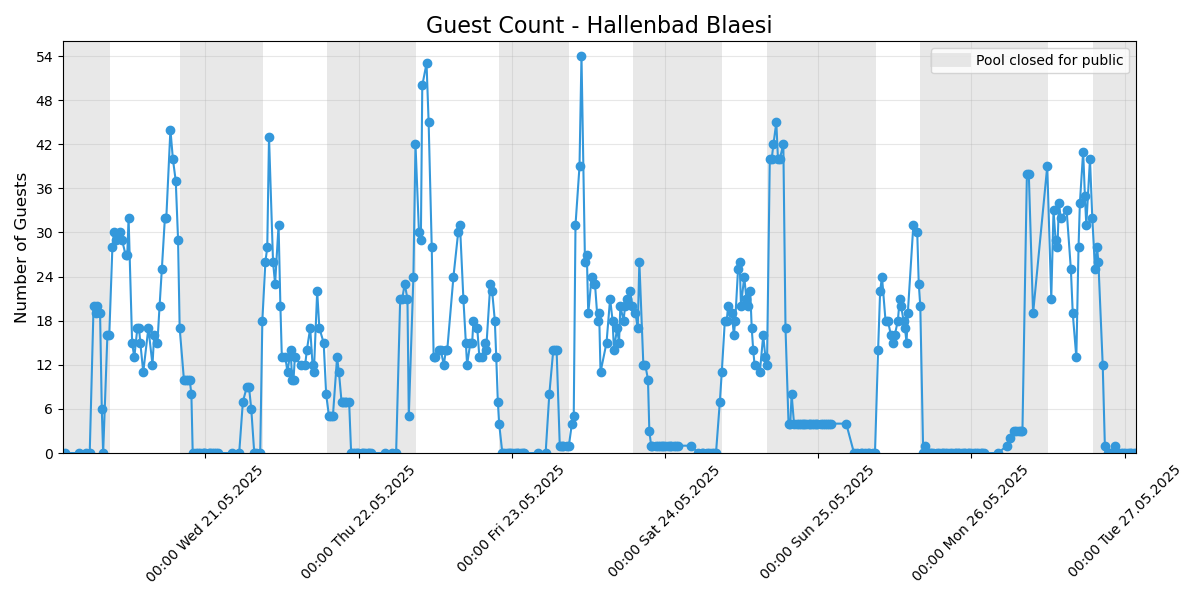 Guest Count - Hallenbad Blaesi
Pool closed for public
Number of Guests
54
48
42
36
30
24
18
12
6
0
00:00 Wed 21.05.2025
00:00 Thu 22.05.2025
00:00 Fri 23.05.2025
00:00 Sat 24.05.2025
00:00 Sun 25.05.2025
00:00 Mon 26.05.2025
00:00 Tue 27.05.2025